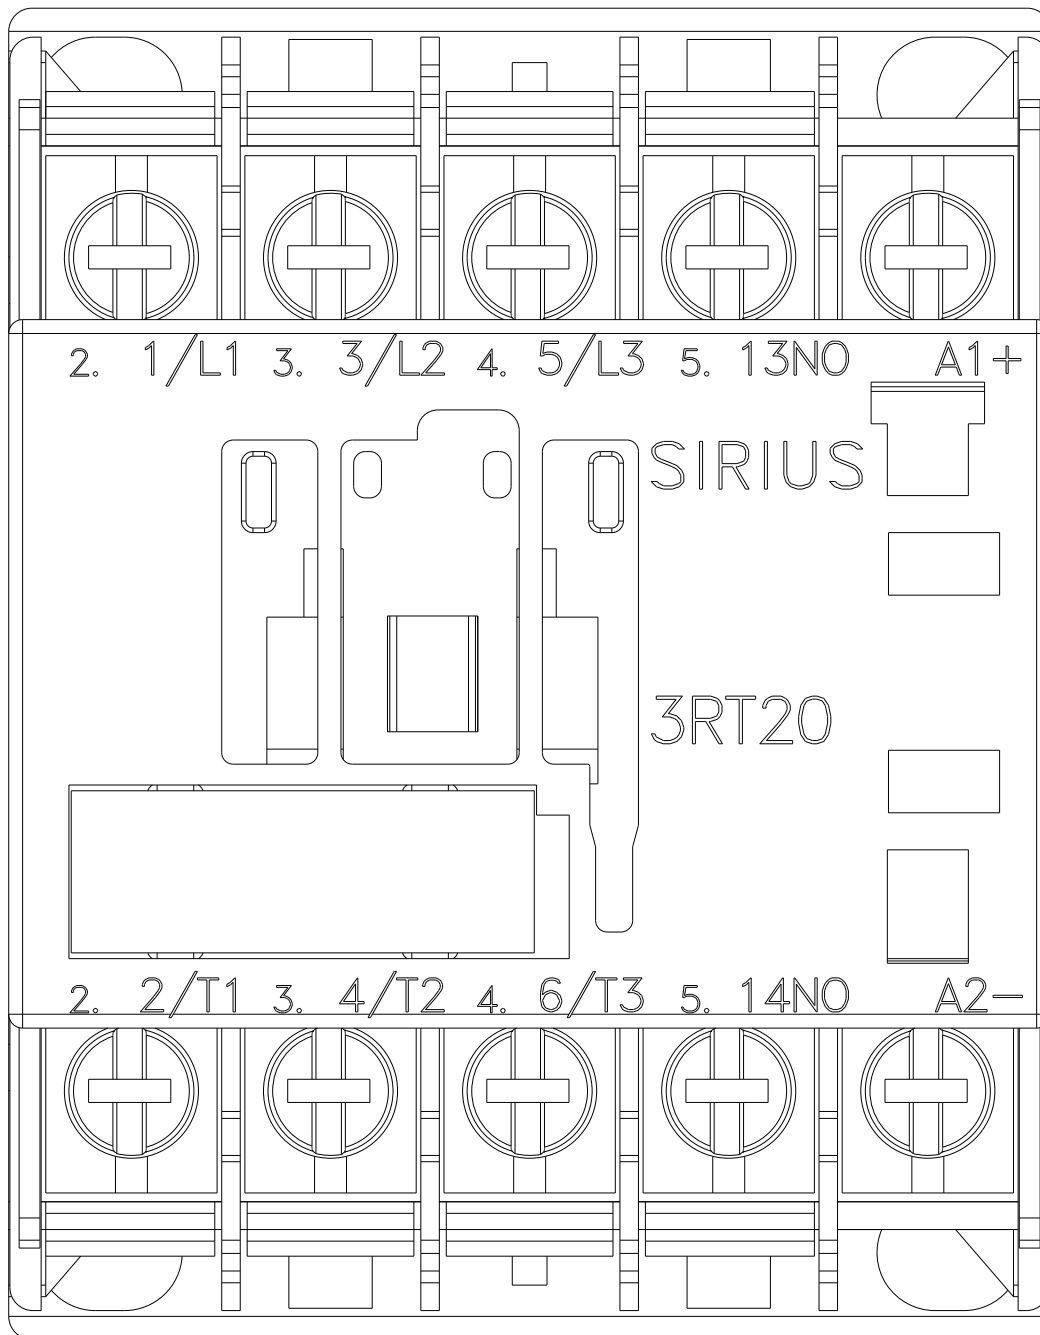 2. 1/L1 3. 3/L2 4. 5/L3 5. 13NO A1+
SIRIUS
3RT20
2. 2/T1 3. 4/T2 4. 6/T3 5. 14NO A2-